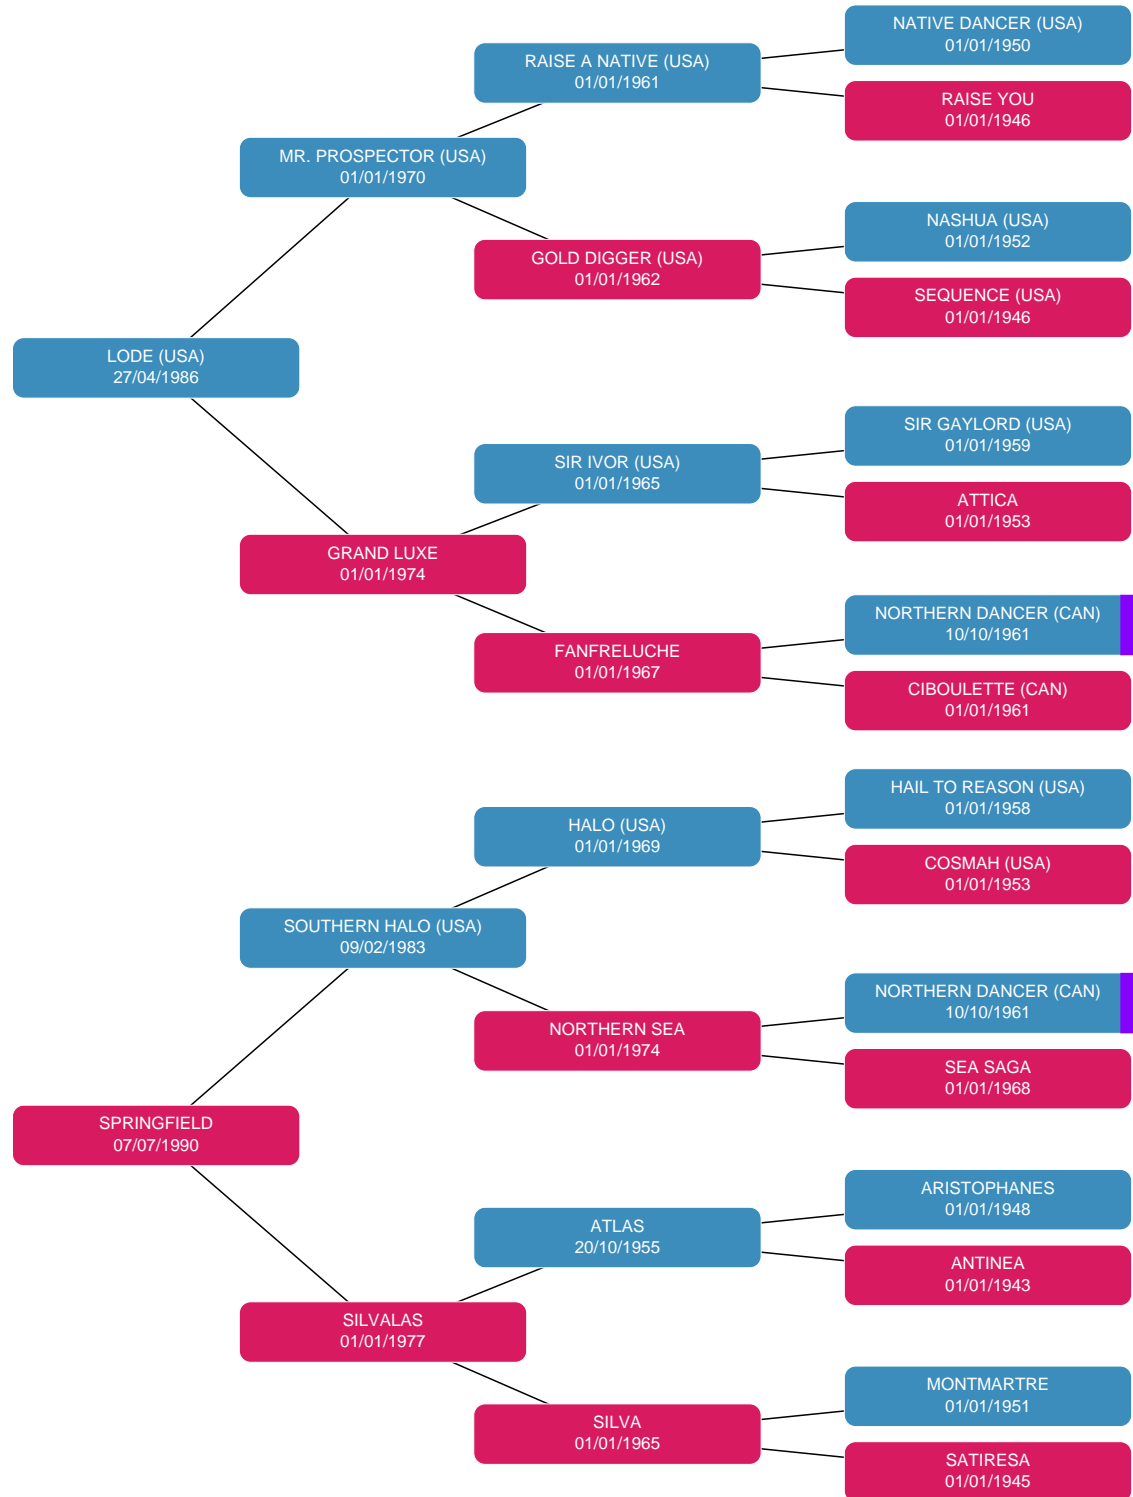 NATIVE DANCER (USA)
01/01/1950
RAISE A NATIVE (USA)
01/01/1961
RAISE YOU
01/01/1946
MR. PROSPECTOR (USA)
01/01/1970
NASHUA (USA)
01/01/1952
GOLD DIGGER (USA)
01/01/1962
SEQUENCE (USA)
01/01/1946
LODE (USA)
27/04/1986
SIR GAYLORD (USA)
01/01/1959
SIR IVOR (USA)
01/01/1965
ATTICA
01/01/1953
GRAND LUXE
01/01/1974
NORTHERN DANCER (CAN)
10/10/1961
FANFRELUCHE
01/01/1967
CIBOULETTE (CAN)
01/01/1961
HAIL TO REASON (USA)
01/01/1958
HALO (USA)
01/01/1969
COSMAH (USA)
01/01/1953
SOUTHERN HALO (USA)
09/02/1983
NORTHERN DANCER (CAN)
10/10/1961
NORTHERN SEA
01/01/1974
SEA SAGA
01/01/1968
SPRINGFIELD
07/07/1990
ARISTOPHANES
01/01/1948
ATLAS
20/10/1955
ANTINEA
01/01/1943
SILVALAS
01/01/1977
MONTMARTRE
01/01/1951
SILVA
01/01/1965
SATIRESA
01/01/1945